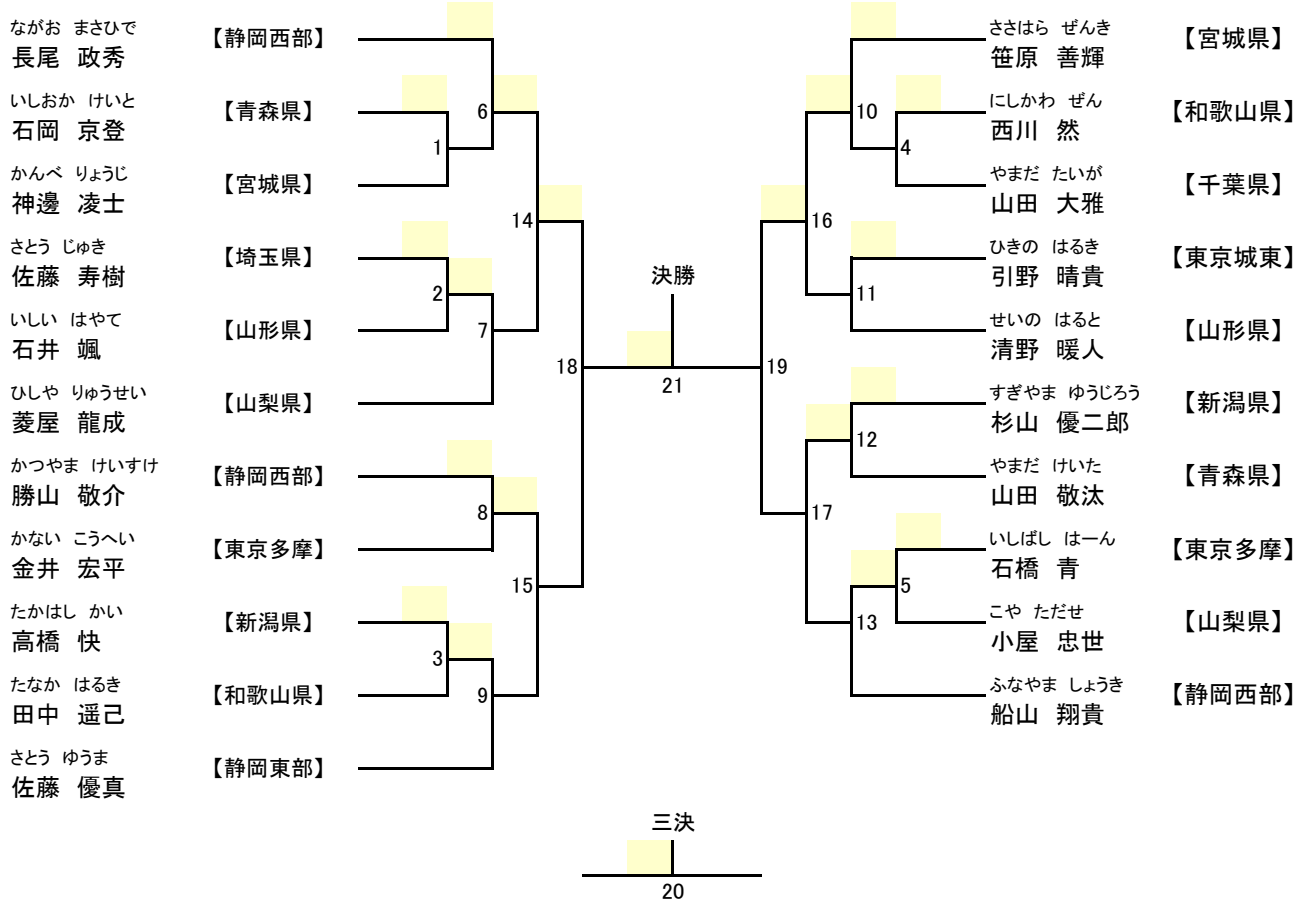 ながお まさひで
長尾 政秀 【静岡西部】
いしおか けいと
石岡 京登 【青森県】
かんべ りょうじ
神邊 凌士 【宮城県】
さとう じゅき
佐藤 寿樹 【埼玉県】
いしい はやて
石井 颯 【山形県】
ひしや りゅうせい
菱屋 龍成 【山梨県】
かつやま けいすけ
勝山 敬介 【静岡西部】
かない こうへい
金井 宏平 【東京多摩】
たかはし かい
高橋 快 【新潟県】
たなか はるき
田中 遥己 【和歌山県】
さとう ゆうま
佐藤 優真 【静岡東部】
1
2
3
6
7
8
9
14
15
18
決勝
21
19
16
17
10
11
12
13
4
5
ささはら ぜんき
笹原 善輝 【宮城県】
にしかわ ぜん
西川 然 【和歌山県】
やまだ たいが
山田 大雅 【千葉県】
ひきの はるき
引野 晴貴 【東京城東】
せいの はると
清野 暖人 【山形県】
すぎやま ゆうじろう
杉山 優二郎 【新潟県】
やまだ けいた
山田 敬汰 【青森県】
いしばし はーん
石橋 青 【東京多摩】
こや ただせ
小屋 忠世 【山梨県】
ふなやま しょうき
船山 翔貴 【静岡西部】
三決
20